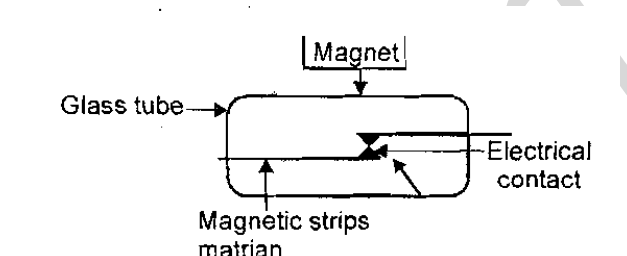 Magnet
Glass tube
Electrical
contact
Magnetic strips
matrian